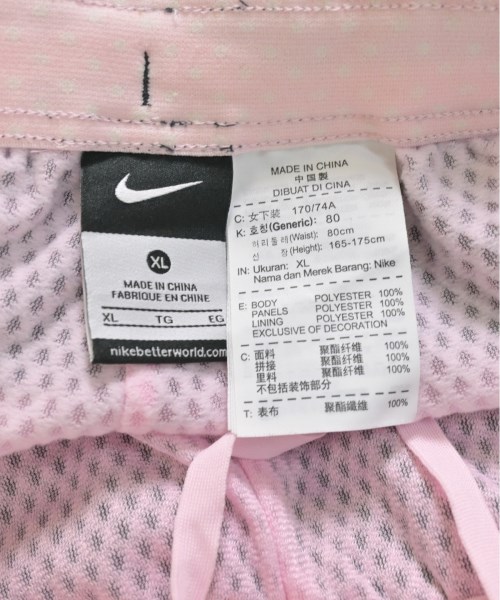 XL
MADE IN CHINA
FABRIQUE EN CHINE
XL TG EG
nikebetterworld.com
MADE IN CHINA
中国製
DIBUAT DI CINA
C: 女下装 170/74A
K: 호칭(Generic): 80
허리둘레(Waist): 80cm
신 장(Height): 165-175cm
IN: Ukuran: XL
Nama dan Merek Barang: Nike
E: BODY POLYESTER 100%
PANELS POLYESTER 100%
LINING POLYESTER 100%
EXCLUSIVE OF DECORATION
C: 面料 聚酯纤维 100%
拼接 聚酯纤维 100%
里料 聚酯纤维 100%
不包括装饰部分
T: 表布 聚酯纖維 100%